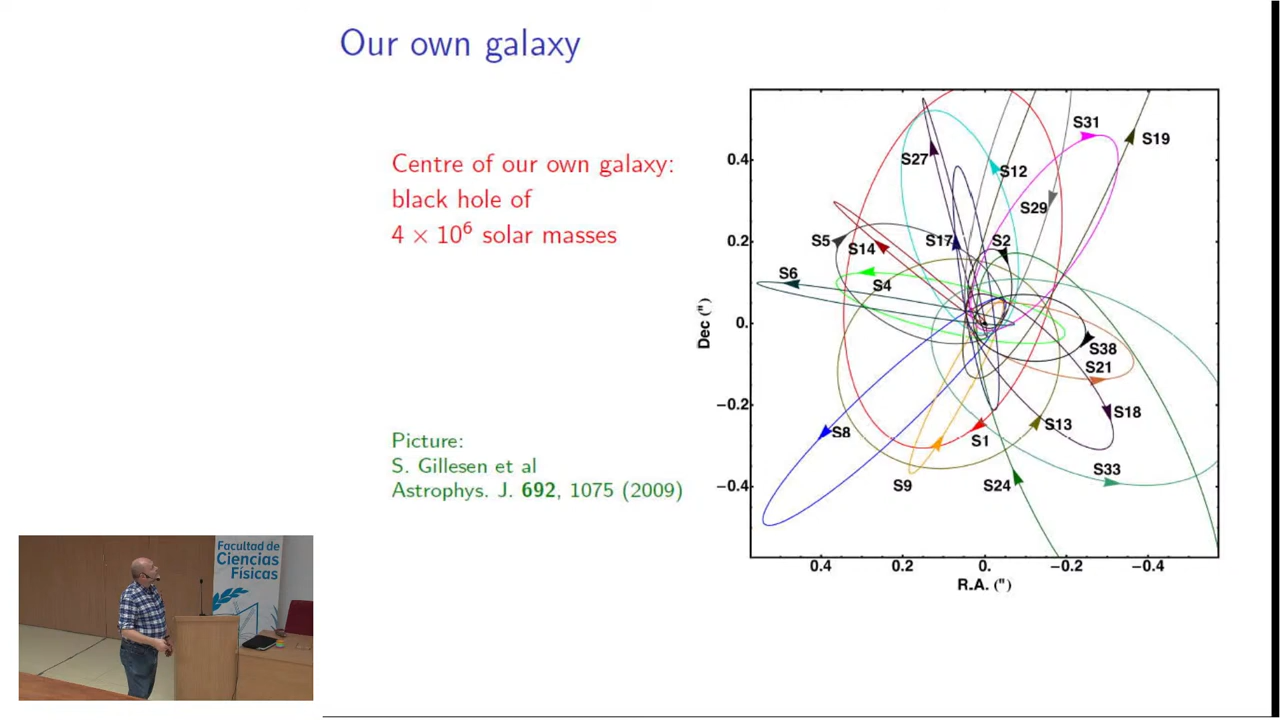 Our own galaxy
Centre of our own galaxy:
black hole of
4 × 10⁶ solar masses
Picture:
S. Gillesen et al
Astrophys. J. 692, 1075 (2009)
S31
S19
S27
S12
S29
S5
S14
S17
S2
S6
S4
S38
S21
S18
S8
S1
S13
S33
S9
S24
0.4
0.2
0.
−0.2
−0.4
Dec (")
0.4
0.2
0.
−0.2
−0.4
R.A. (")
Facultad de
Ciencias
Físicas